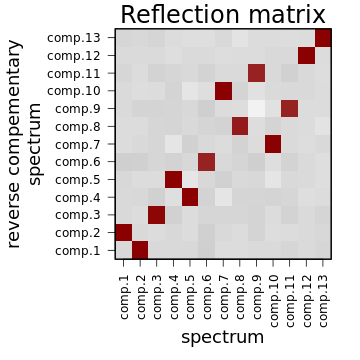 Reflection matrix
reverse compementary
spectrum
comp.13
comp.12
comp.11
comp.10
comp.9
comp.8
comp.7
comp.6
comp.5
comp.4
comp.3
comp.2
comp.1
comp.1
comp.2
comp.3
comp.4
comp.5
comp.6
comp.7
comp.8
comp.9
comp.10
comp.11
comp.12
comp.13
spectrum